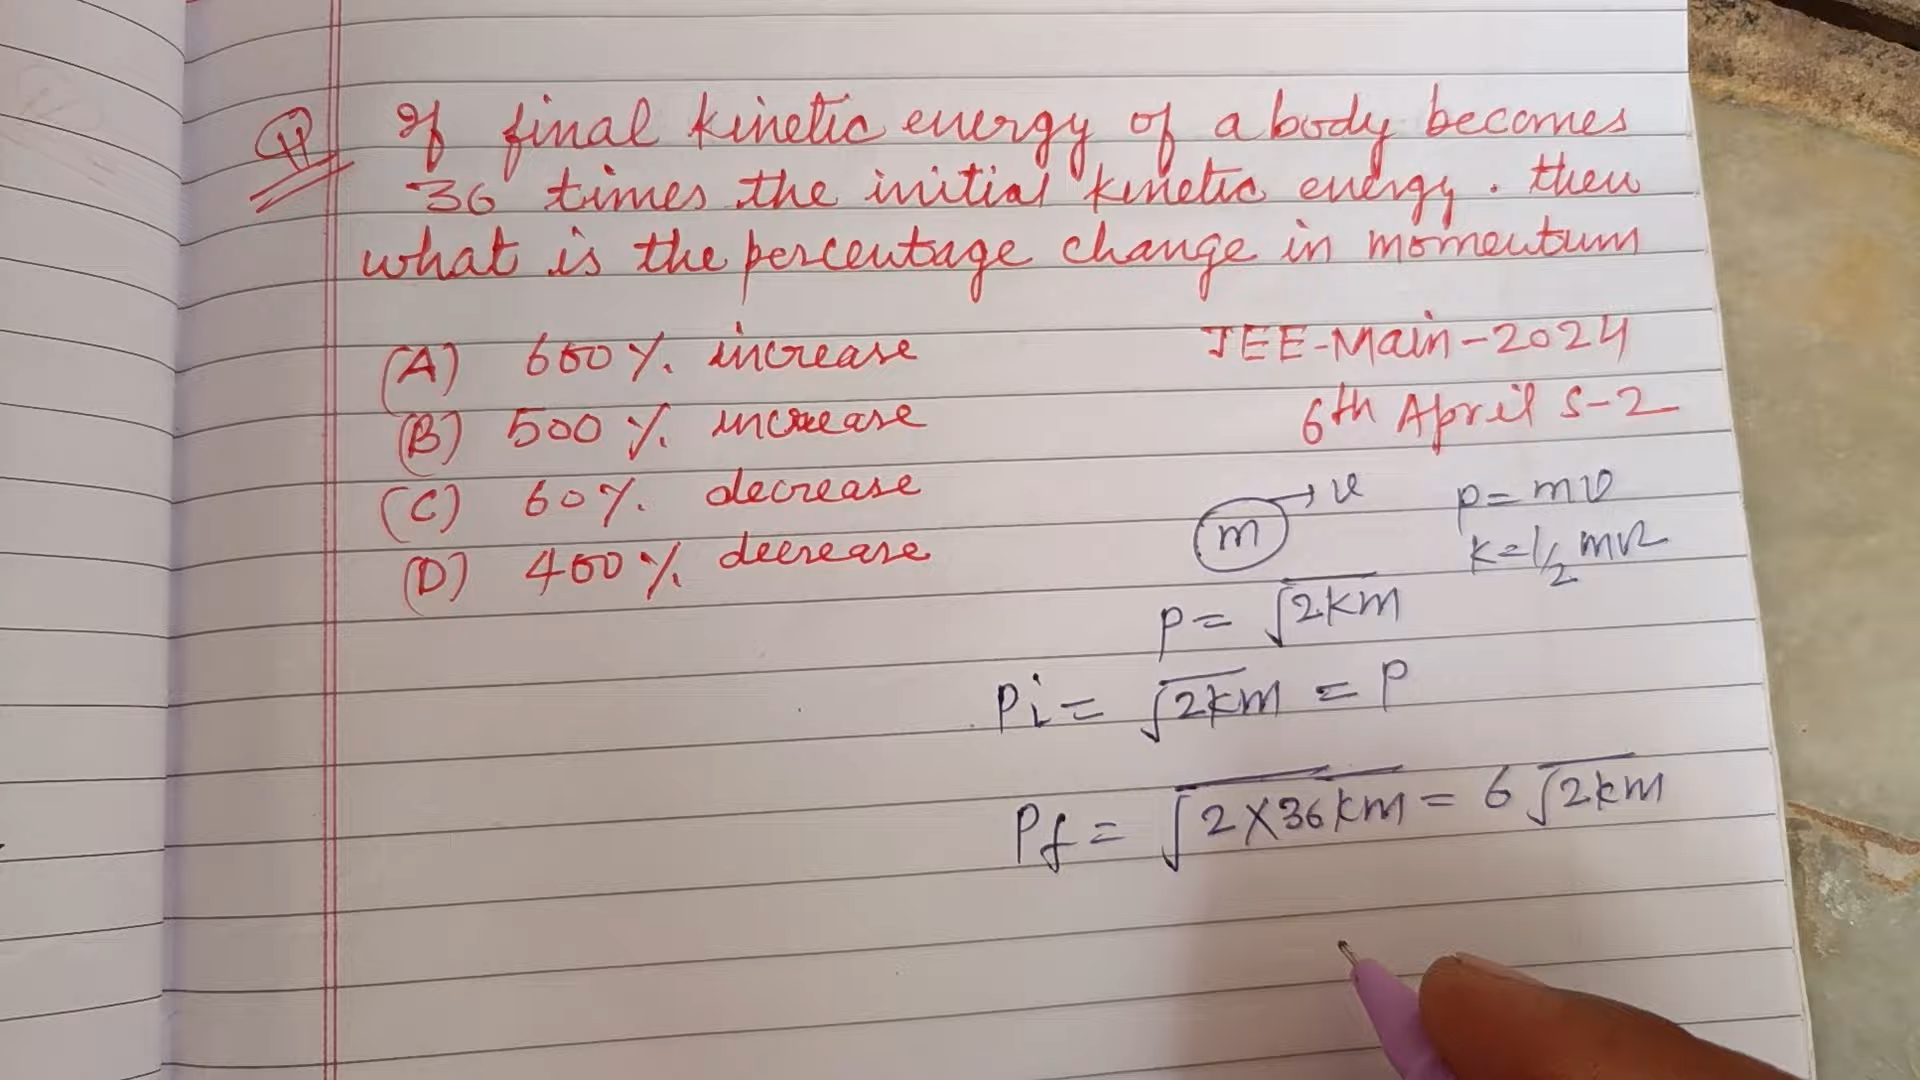 Q If final kinetic energy of a body becomes
36 times the initial kinetic energy. then
what is the percentage change in momentum
(A) 600%. increase
JEE-Main-2024
(B) 500%. increase
6th April S-2
(C) 60%. decrease
(D) 400%. decrease
m → v
p = mv
k = 1/2 mv²
p = √2km
Pi = √2km = P
Pf = √2×36km = 6√2km